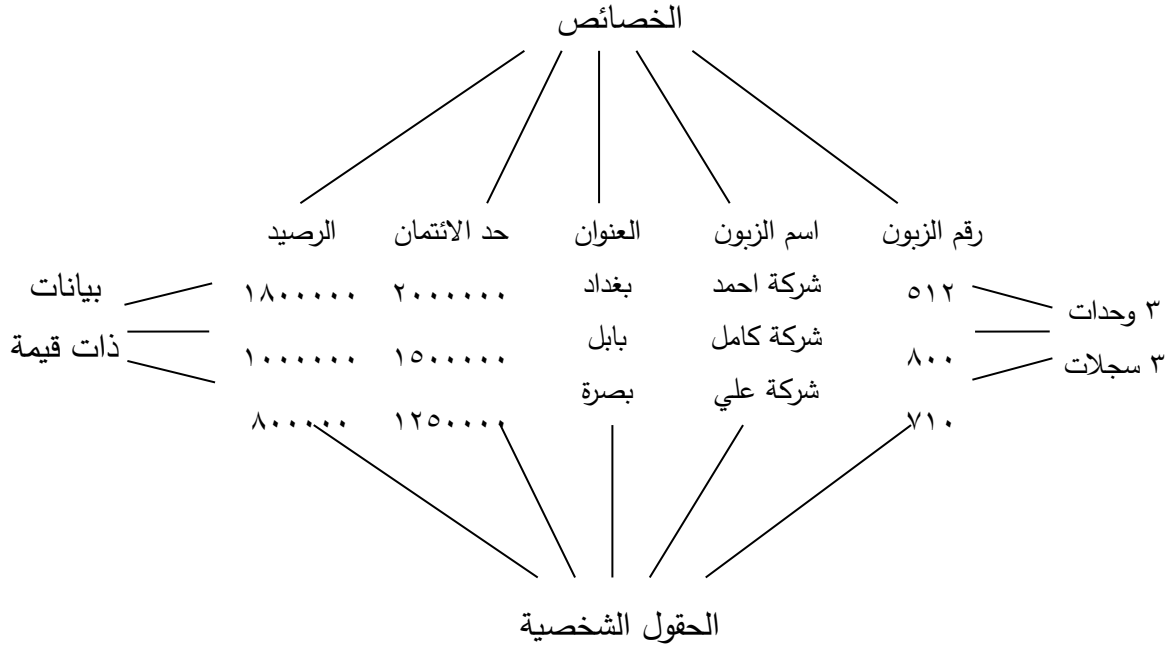 الخصائص
رقم الزبون اسم الزبون العنوان حد الائتمان الرصيد
٥١٢ شركة احمد بغداد ٢٠٠٠٠٠٠ ١٨٠٠٠٠٠
٨٠٠ شركة كامل بابل ١٥٠٠٠٠٠ ١٠٠٠٠٠٠
٧١٠ شركة علي بصرة ١٢٥٠٠٠٠ ٨٠٠٠٠٠
٣ وحدات
٣ سجلات
بيانات
ذات قيمة
الحقول الشخصية